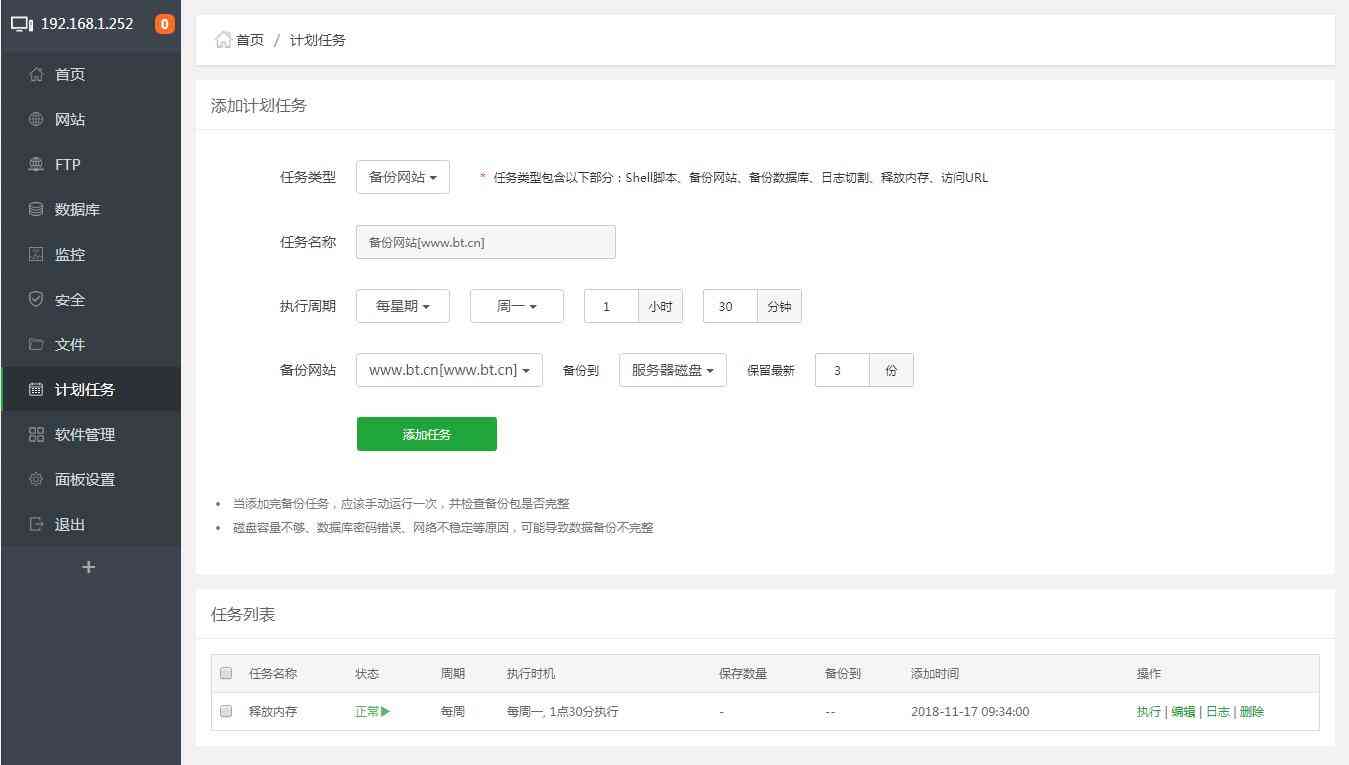 192.168.1.252 0
首页
网站
FTP
数据库
监控
安全
文件
计划任务
软件管理
面板设置
退出
+
首页 / 计划任务
添加计划任务
任务类型 备份网站 * 任务类型包含以下部分：Shell脚本、备份网站、备份数据库、日志切割、释放内存、访问URL
任务名称 备份网站[www.bt.cn]
执行周期 每星期 周一 1 小时 30 分钟
备份网站 www.bt.cn[www.bt.cn] 备份到 服务器磁盘 保留最新 3 份
添加任务
• 当添加完备份任务，应该手动运行一次，并检查备份包是否完整
• 磁盘容量不够、数据库密码错误、网络不稳定等原因，可能导致数据备份不完整
任务列表
任务名称 状态 周期 执行时机 保存数量 备份到 添加时间 操作
释放内存 正常 每周 每周一, 1点30分执行 - -- 2018-11-17 09:34:00 执行 | 编辑 | 日志 | 删除